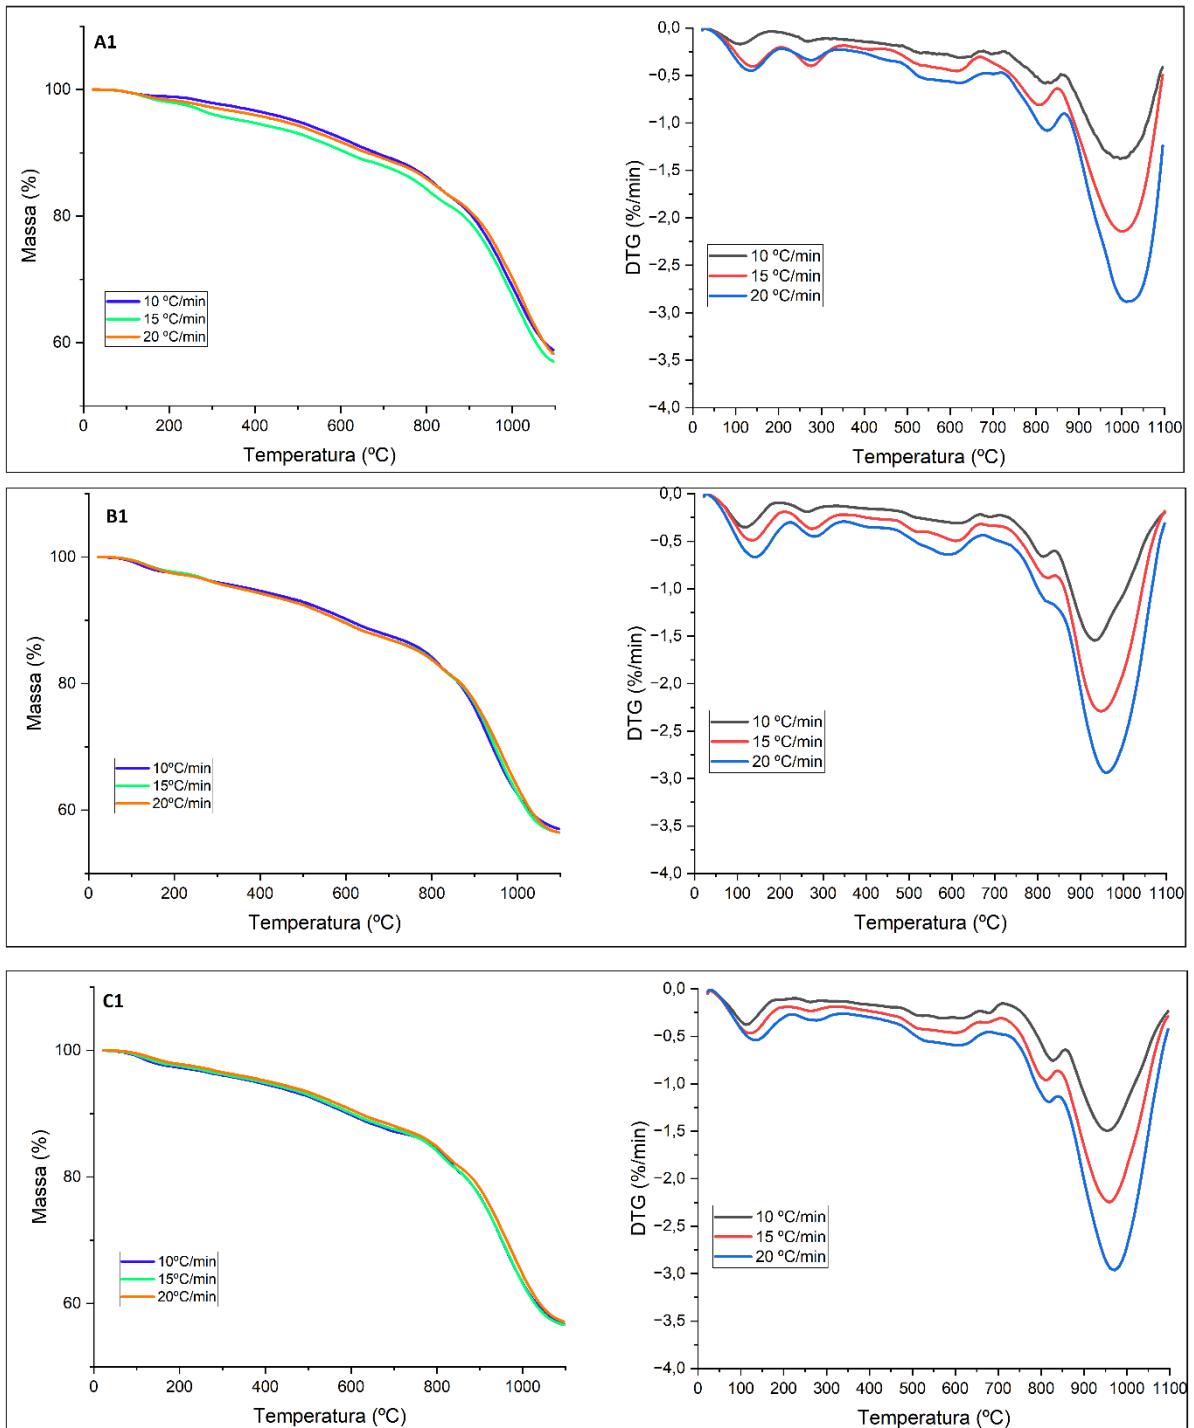 A1
100
80
60
0
200
400
600
800
1000
Massa (%)
Temperatura (ºC)
10 ºC/min
15 ºC/min
20 ºC/min
0,0
−0,5
−1,0
−1,5
−2,0
−2,5
−3,0
−3,5
−4,0
0
100
200
300
400
500
600
700
800
900
1000
1100
DTG (%/min)
Temperatura (ºC)
10 ºC/min
15 ºC/min
20 ºC/min
B1
100
80
60
0
200
400
600
800
1000
Massa (%)
Temperatura (ºC)
10ºC/min
15ºC/min
20ºC/min
0,0
−0,5
−1,0
−1,5
−2,0
−2,5
−3,0
−3,5
−4,0
0
100
200
300
400
500
600
700
800
900
1000
1100
DTG (%/min)
Temperatura (ºC)
10 ºC/min
15 ºC/min
20 ºC/min
C1
100
80
60
0
200
400
600
800
1000
Massa (%)
Temperatura (ºC)
10ºC/min
15ºC/min
20ºC/min
0,0
−0,5
−1,0
−1,5
−2,0
−2,5
−3,0
−3,5
−4,0
0
100
200
300
400
500
600
700
800
900
1000
1100
DTG (%/min)
Temperatura (ºC)
10 ºC/min
15 ºC/min
20 ºC/min